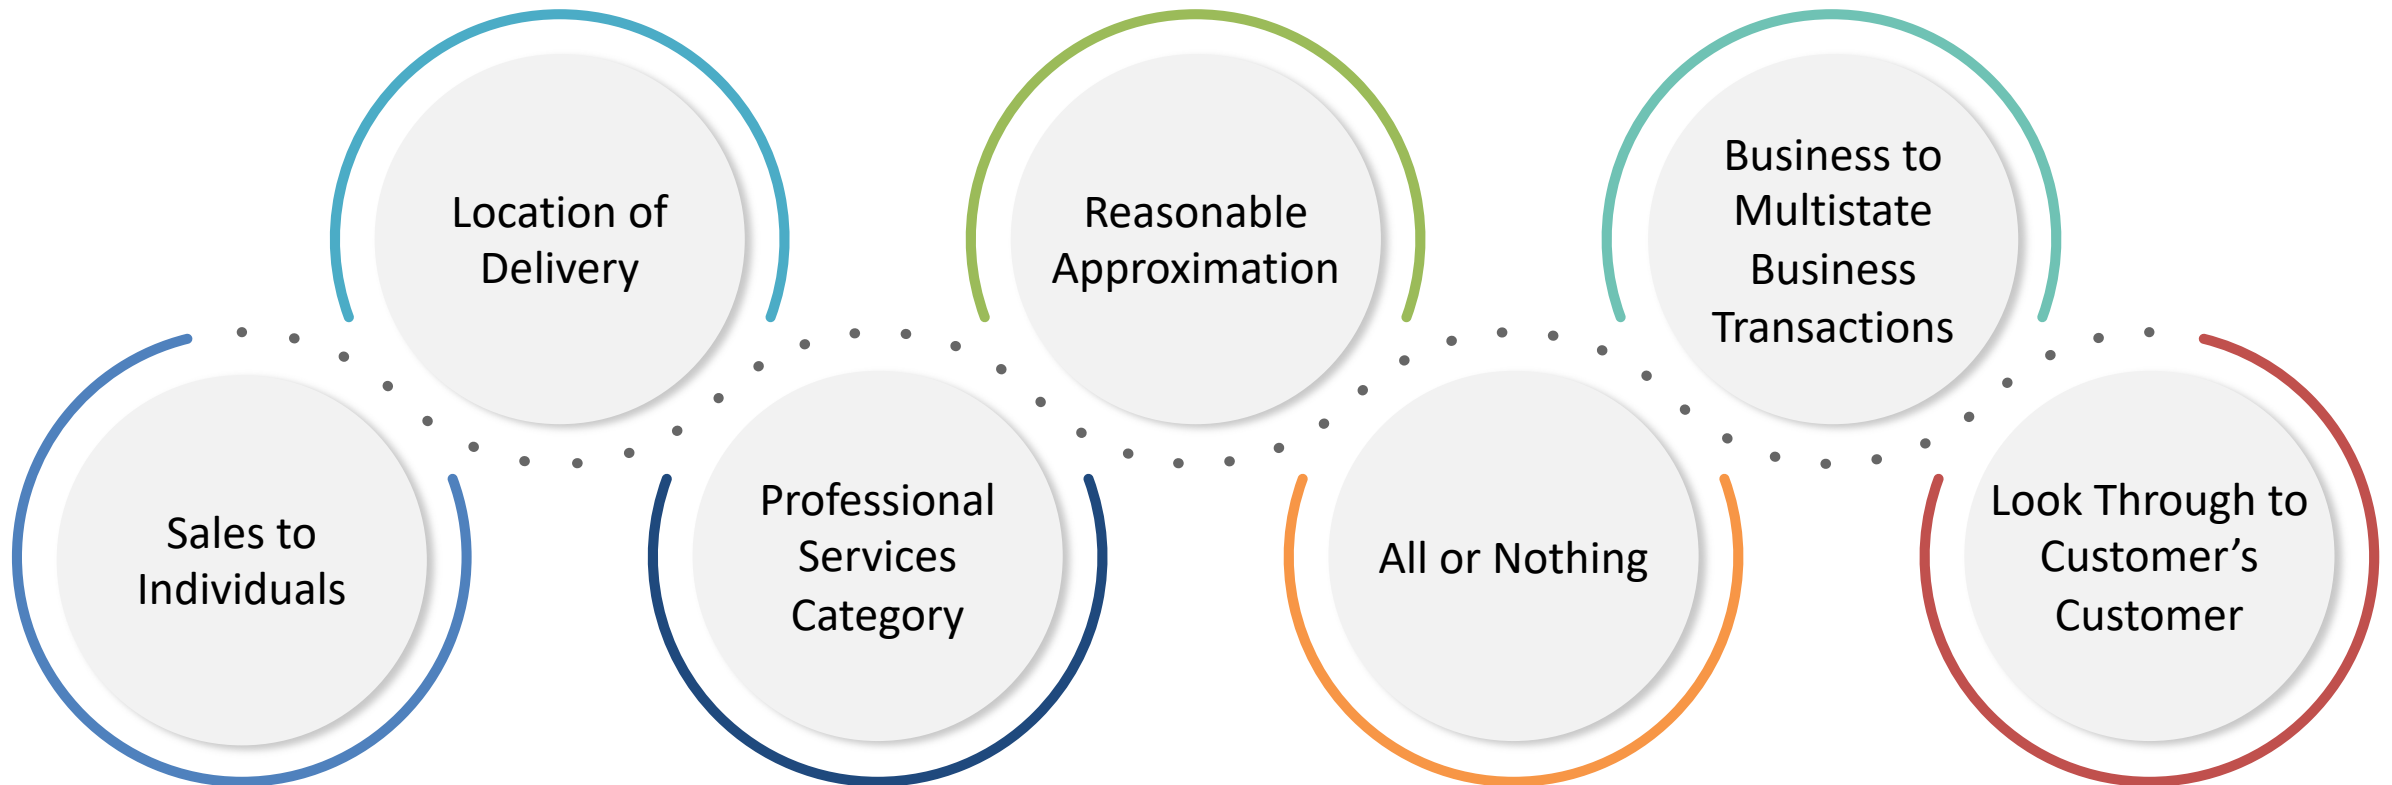 Sales to
Individuals
Location of
Delivery
Professional
Services
Category
Reasonable
Approximation
All or Nothing
Business to
Multistate
Business
Transactions
Look Through to
Customer’s
Customer